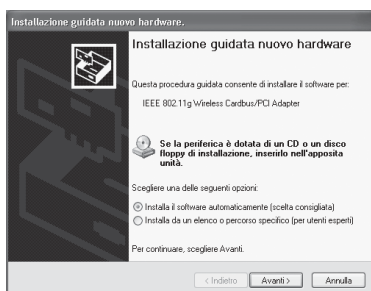 Installazione guidata nuovo hardware.
Installazione guidata nuovo hardware
Questa procedura guidata consente di installare il software per:
IEEE 802.11g Wireless Cardbus/PCI Adapter
Se la periferica è dotata di un CD o un disco
floppy di installazione, inserirlo nell'apposita
unità.
Scegliere una delle seguenti opzioni:
Installa il software automaticamente (scelta consigliata)
Installa da un elenco o percorso specifico (per utenti esperti)
Per continuare, scegliere Avanti.
< Indietro Avanti > Annulla